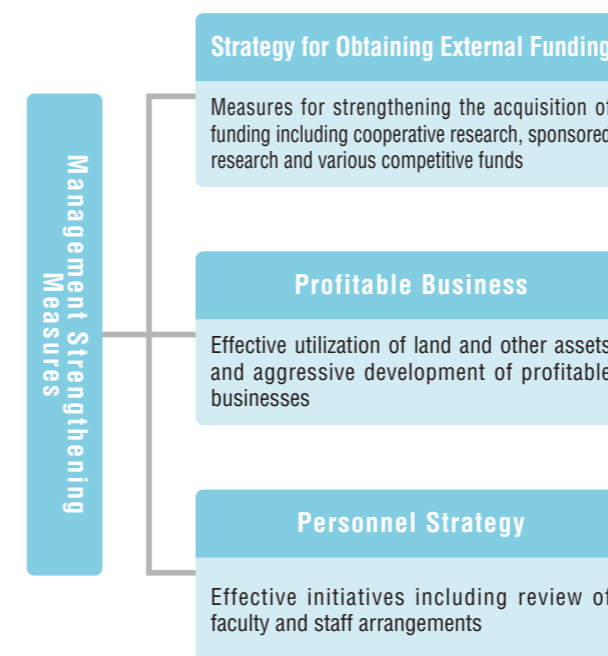 Management Strengthening
Measures
Strategy for Obtaining External Funding
Measures for strengthening the acquisition of
funding including cooperative research, sponsored
research and various competitive funds
Profitable Business
Effective utilization of land and other assets
and aggressive development of profitable
businesses
Personnel Strategy
Effective initiatives including review of
faculty and staff arrangements